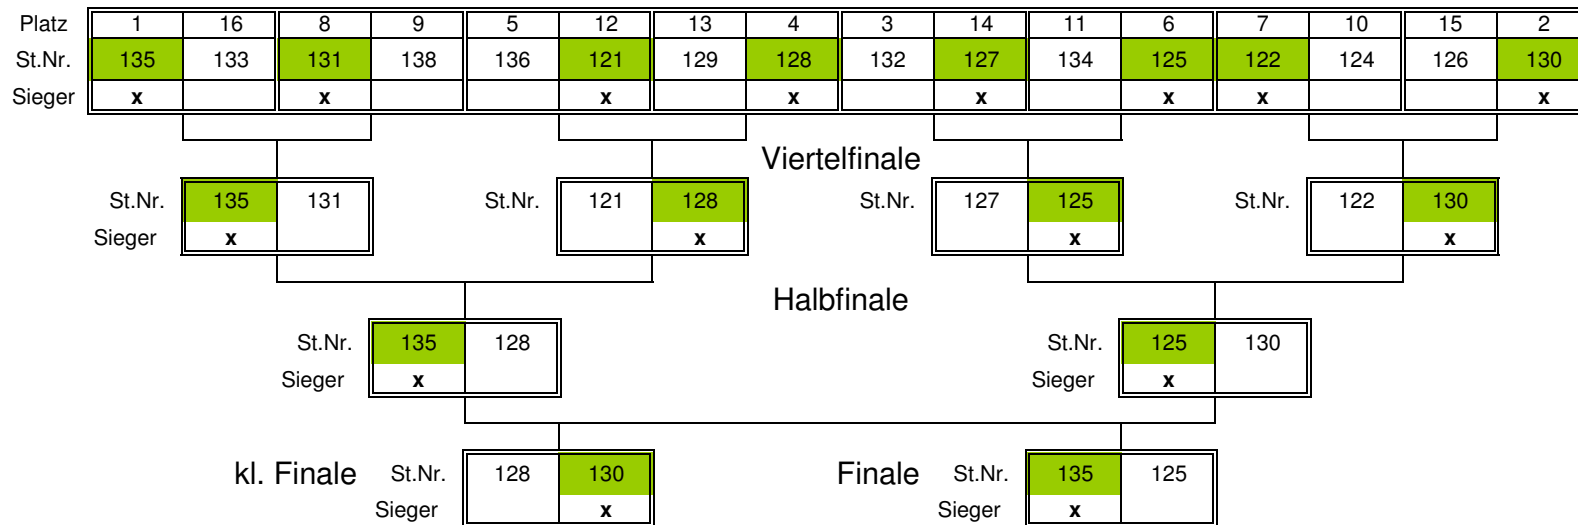 Platz 1 16 8 9 5 12 13 4 3 14 11 6 7 10 15 2
St.Nr. 135 133 131 138 136 121 129 128 132 127 134 125 122 124 126 130
Sieger x x x x x x x x
Viertelfinale
St.Nr. 135 131 St.Nr. 121 128 St.Nr. 127 125 St.Nr. 122 130
Sieger x x x x
Halbfinale
St.Nr. 135 128 St.Nr. 125 130
Sieger x Sieger x
kl. Finale St.Nr. 128 130 Finale St.Nr. 135 125
Sieger x Sieger x